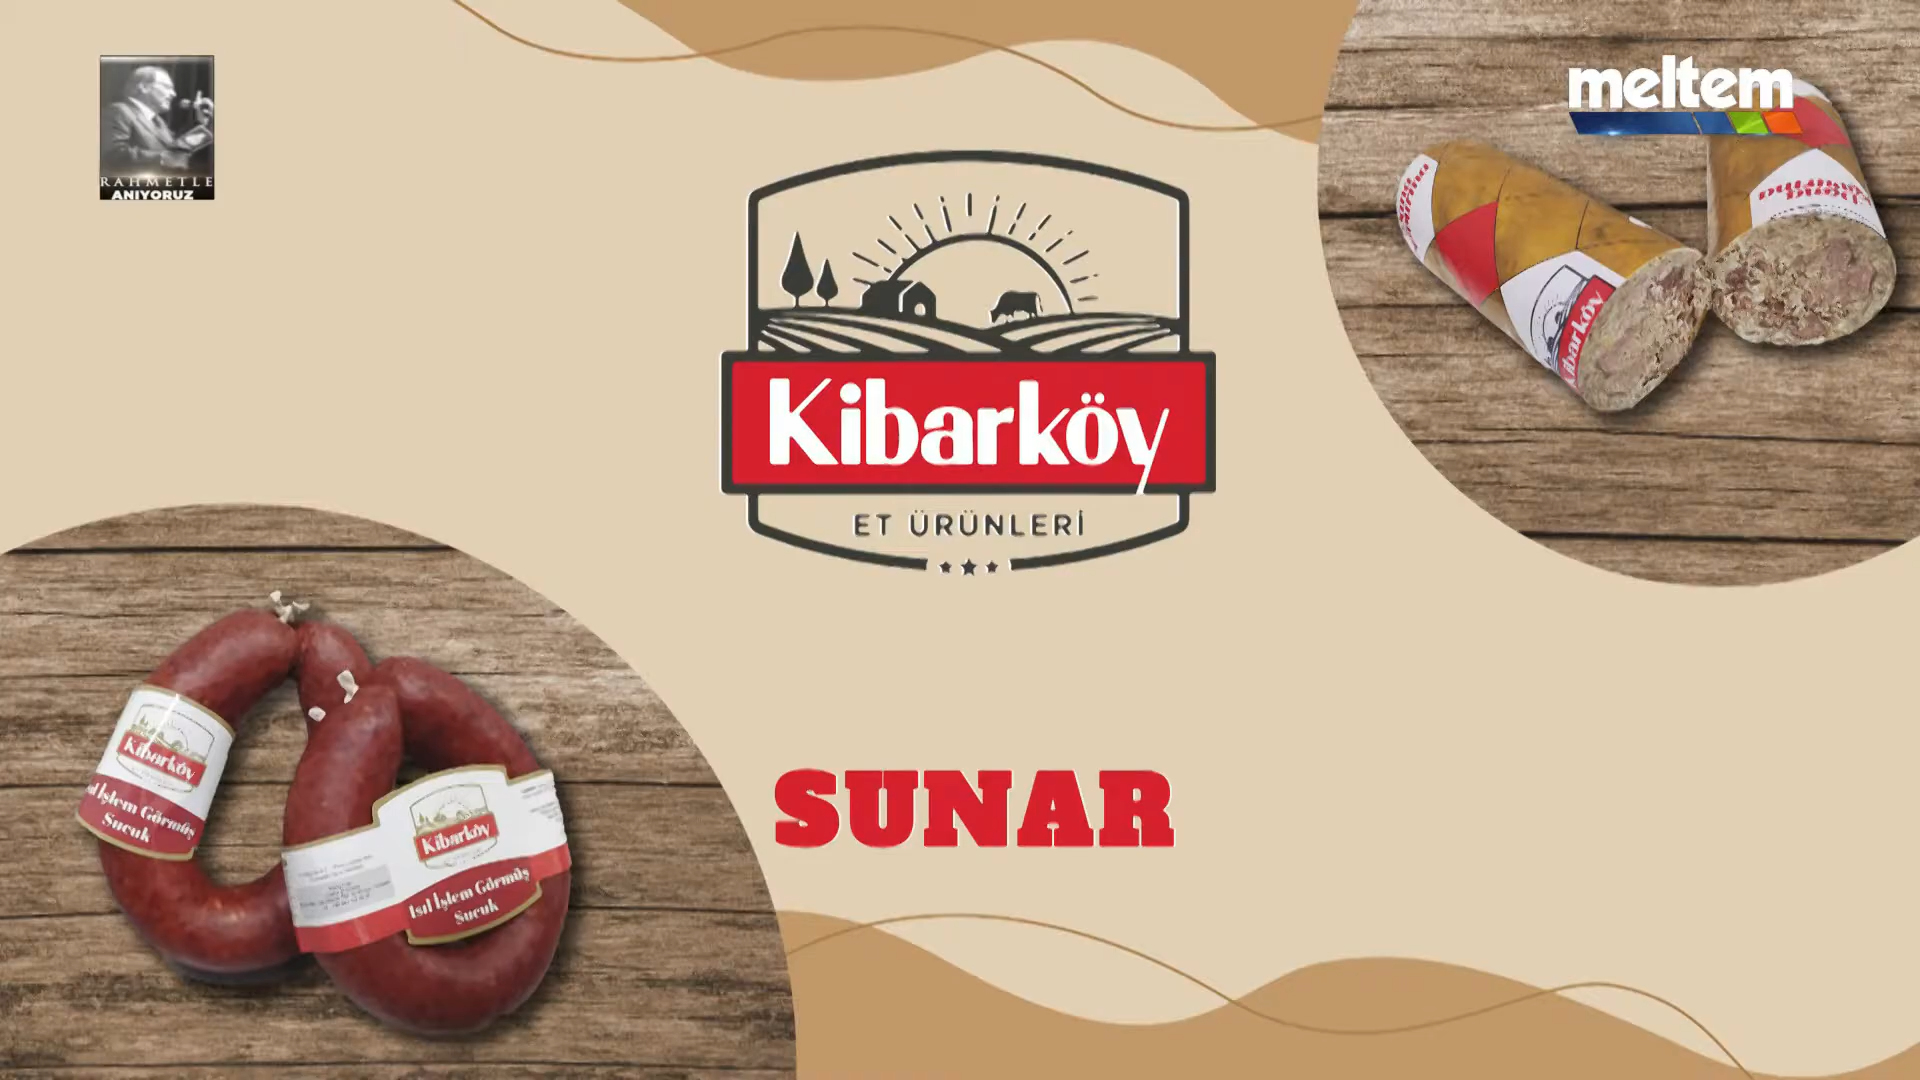 RAHMETLE
ANIYORUZ
meltem
Kibarköy
ET ÜRÜNLERİ
Kibarköy
Kibarköy
Isıl İşlem Görmüş
Sucuk
Kibarköy
Isıl İşlem Görmüş
Sucuk
SUNAR